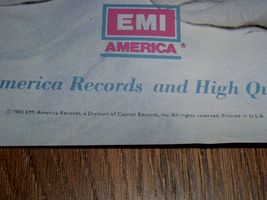 EMI
AMERICA®
merica Records and High Qu
© 1983 EMI America Records, a Division of Capitol Records, Inc. All rights reserved. Printed in U.S.A.